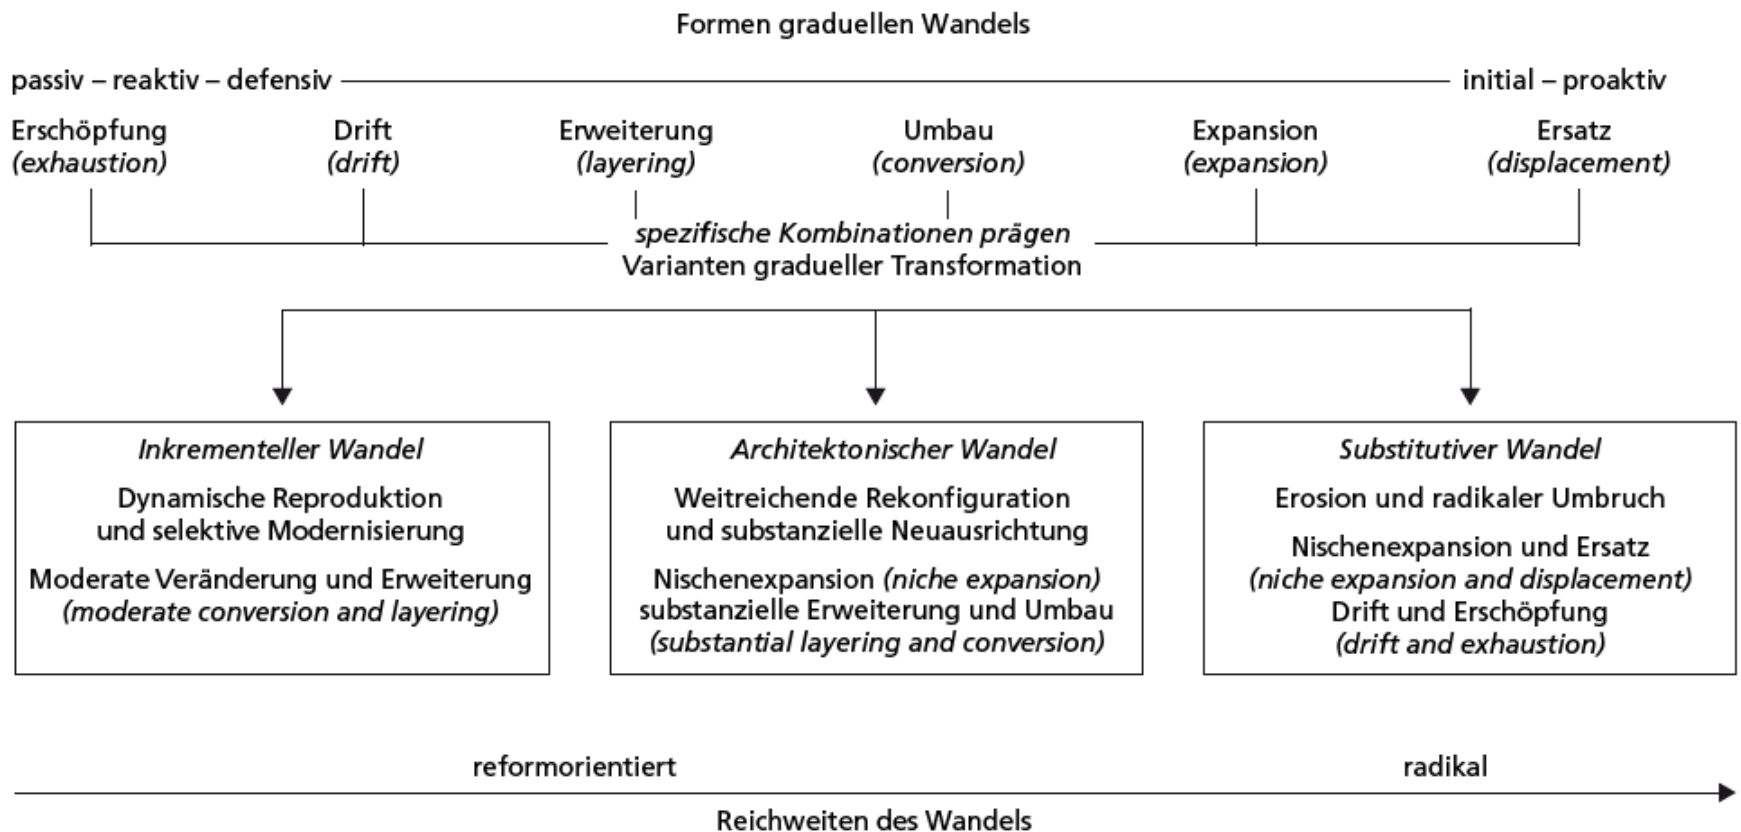 Formen graduellen Wandels
passiv – reaktiv – defensiv
initial – proaktiv
Erschöpfung
(exhaustion)
Drift
(drift)
Erweiterung
(layering)
Umbau
(conversion)
Expansion
(expansion)
Ersatz
(displacement)
spezifische Kombinationen prägen
Varianten gradueller Transformation
Inkrementeller Wandel
Dynamische Reproduktion
und selektive Modernisierung
Moderate Veränderung und Erweiterung
(moderate conversion and layering)
Architektonischer Wandel
Weitreichende Rekonfiguration
und substanzielle Neuausrichtung
Nischenexpansion (niche expansion)
substanzielle Erweiterung und Umbau
(substantial layering and conversion)
Substitutiver Wandel
Erosion und radikaler Umbruch
Nischenexpansion und Ersatz
(niche expansion and displacement)
Drift und Erschöpfung
(drift and exhaustion)
reformorientiert
radikal
Reichweiten des Wandels